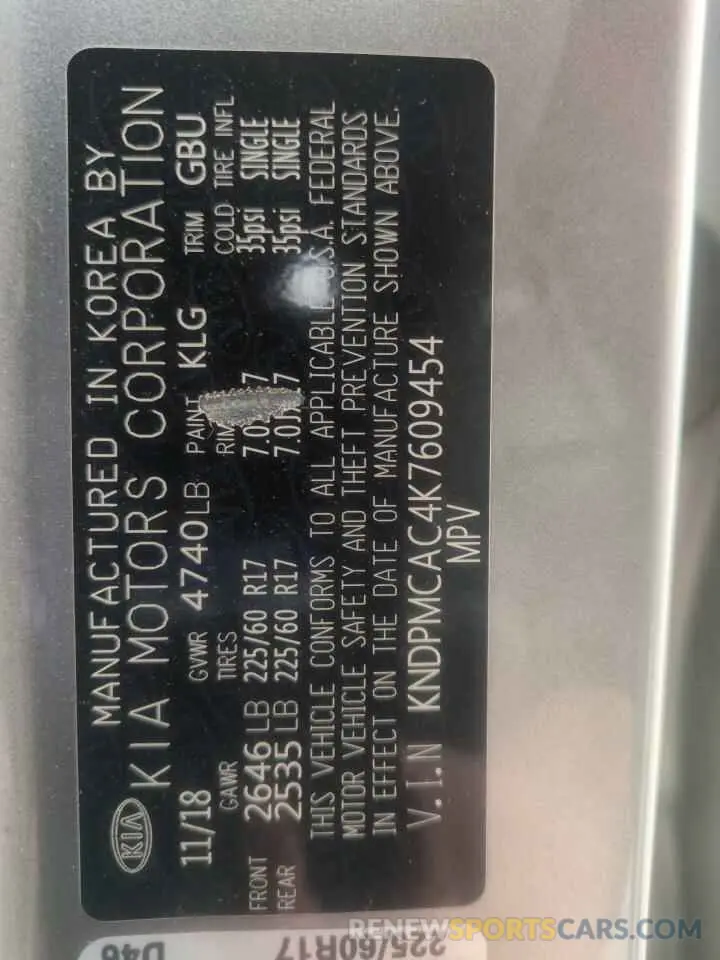 MANUFACTURED IN KOREA BY
KIA KIA MOTORS CORPORATION
11/18 GVWR 4740LB PAINT KLG TRIM GBU
GAWR TIRES COLD TIRE INFL.
FRONT 2646LB 225/60 R17 35psi SINGLE
REAR 2535LB 225/60 R17 35psi SINGLE
THIS VEHICLE CONFORMS TO ALL APPLICABLE U.S.A. FEDERAL
MOTOR VEHICLE SAFETY AND THEFT PREVENTION STANDARDS
IN EFFECT ON THE DATE OF MANUFACTURE SHOWN ABOVE.
V.I.N KNDPMCAC4K7609454
MPV
225/60R17
RENEWSPORTSCARS.COM